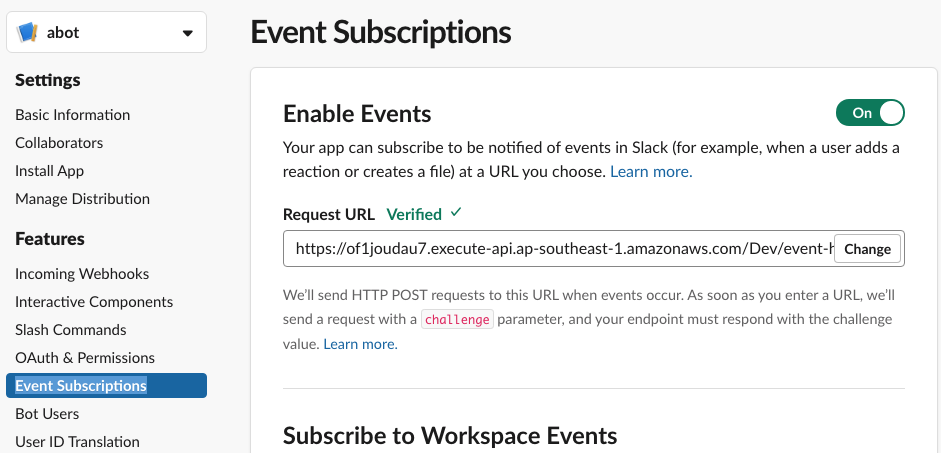 abot
Settings
Basic Information
Collaborators
Install App
Manage Distribution
Features
Incoming Webhooks
Interactive Components
Slash Commands
OAuth & Permissions
Event Subscriptions
Bot Users
User ID Translation
Event Subscriptions
Enable Events
On
Your app can subscribe to be notified of events in Slack (for example, when a user adds a
reaction or creates a file) at a URL you choose. Learn more.
Request URL Verified
https://of1joudau7.execute-api.ap-southeast-1.amazonaws.com/Dev/event-h
Change
We'll send HTTP POST requests to this URL when events occur. As soon as you enter a URL, we'll
send a request with a challenge parameter, and your endpoint must respond with the challenge
value. Learn more.
Subscribe to Workspace Events